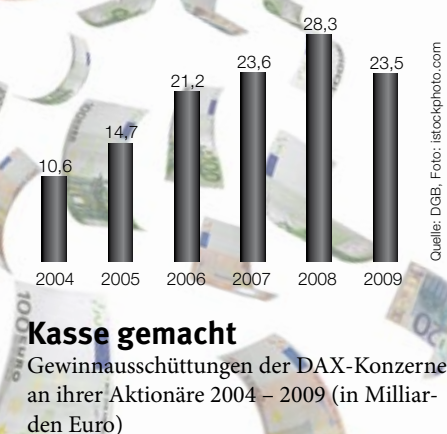 28,3
23,6
23,5
21,2
14,7
10,6
2004 2005 2006 2007 2008 2009
Quelle: DGB, Foto: istockphoto.com
Kasse gemacht
Gewinnausschüttungen der DAX-Konzerne
an ihrer Aktionäre 2004 – 2009 (in Milliar-
den Euro)
100 EURO